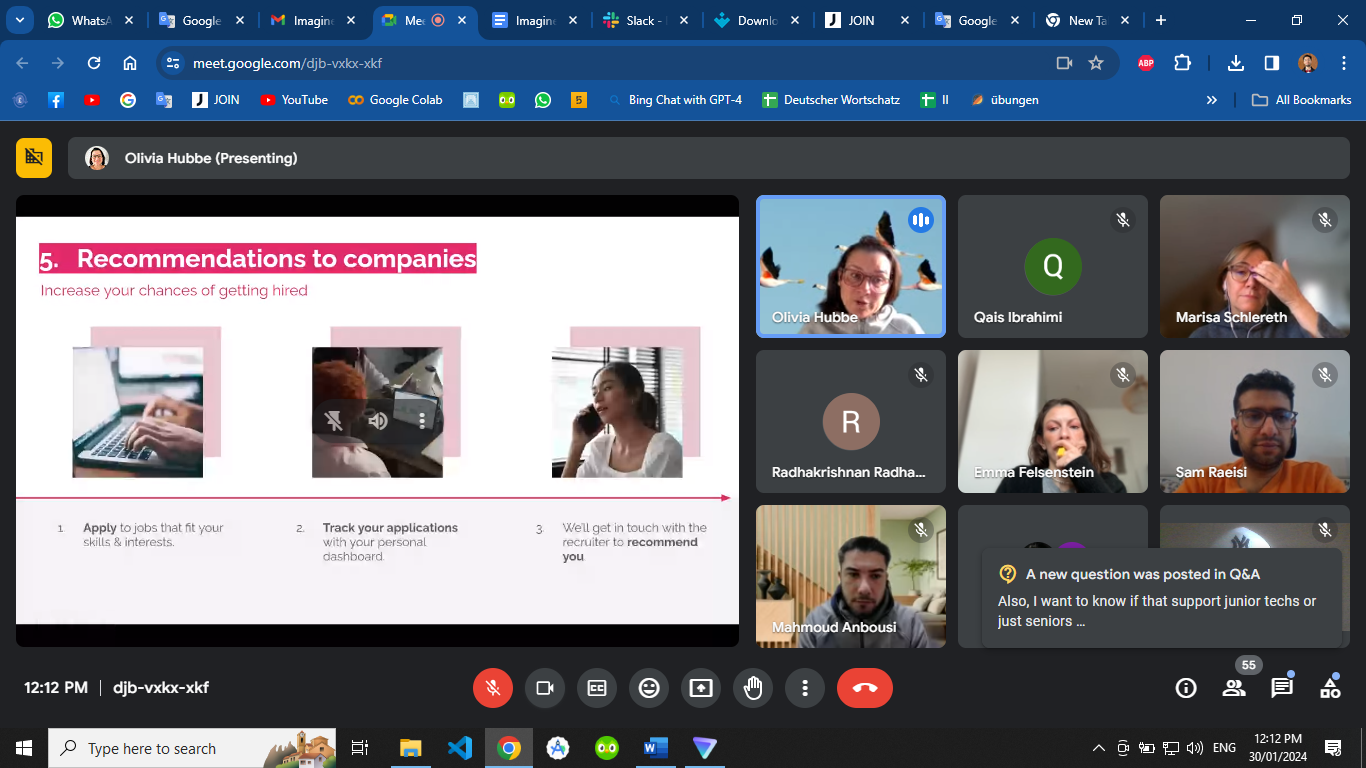 WhatsA
Google
Imagine
Mee
Imagine
Slack -
Downlo
JOIN
Google
New Ta
meet.google.com/djb-vxkx-xkf
ABP
JOIN
YouTube
Google Colab
5
Bing Chat with GPT-4
Deutscher Wortschatz
II
übungen
All Bookmarks
Olivia Hubbe (Presenting)
5. Recommendations to companies
Increase your chances of getting hired
1. Apply to jobs that fit your
skills & interests.
2. Track your applications
with your personal
dashboard.
3. We'll get in touch with the
recruiter to recommend
you.
Olivia Hubbe
Q
Qais Ibrahimi
Marisa Schlereth
R
Radhakrishnan Radha...
Emma Felsenstein
Sam Raeisi
Mahmoud Anbousi
A new question was posted in Q&A
Also, I want to know if that support junior techs or
just seniors ...
12:12 PM | djb-vxkx-xkf
55
Type here to search
ENG
12:12 PM
30/01/2024